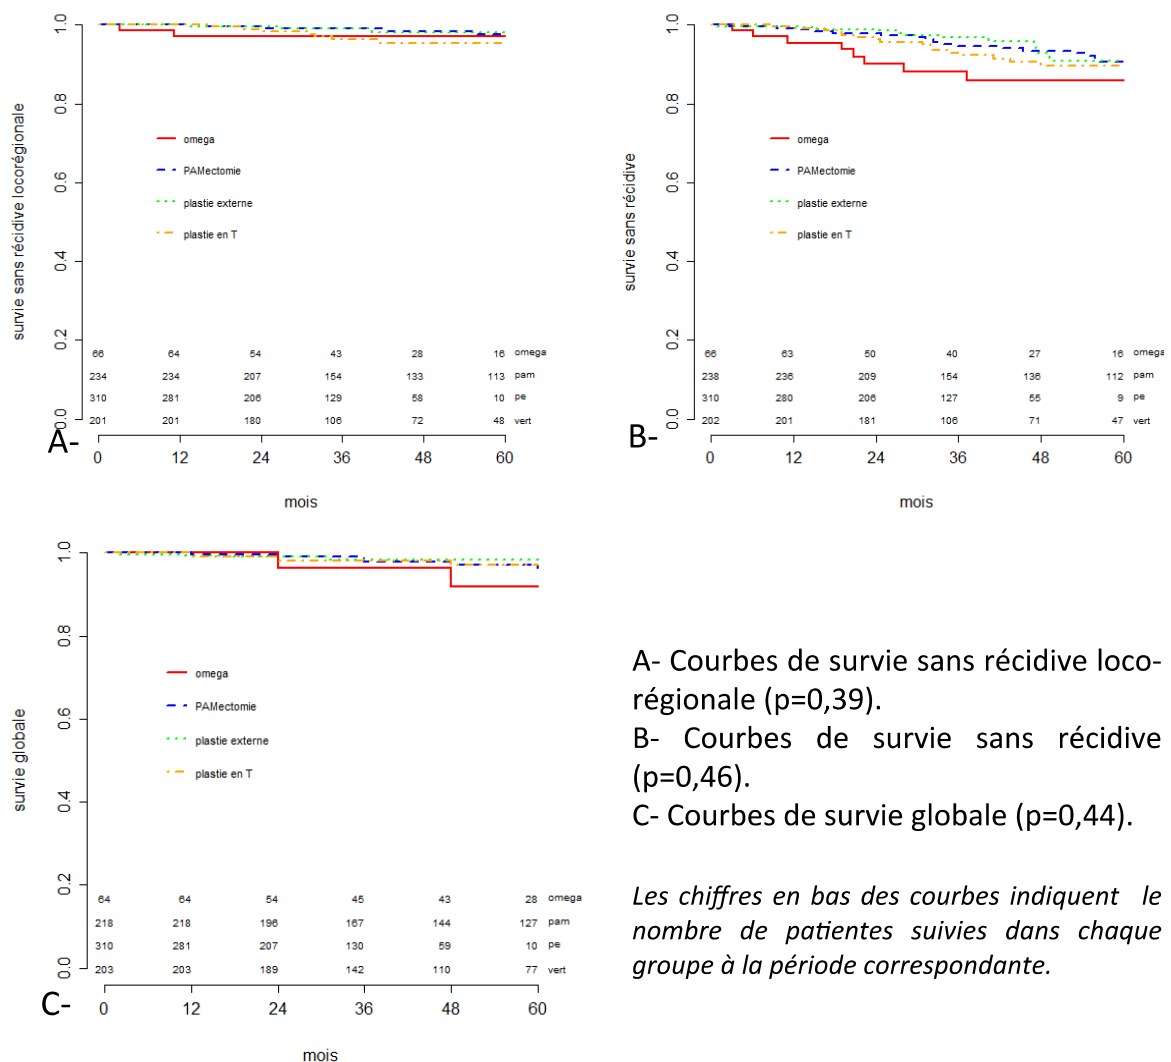 survie sans récidive locorégionale
1.0
0.8
0.6
0.4
0.2
0.0
omega
PAMectomie
plastie externe
plastie en T
66 64 54 43 28 16 omega
234 234 207 154 133 113 pam
310 281 206 129 58 10 pe
201 201 180 106 72 48 vert
A-
0 12 24 36 48 60
mois
survie sans récidive
1.0
0.8
0.6
0.4
0.2
0.0
omega
PAMectomie
plastie externe
plastie en T
66 63 50 40 27 16 omega
238 236 209 154 136 112 pam
310 280 206 127 55 9 pe
202 201 181 106 71 47 vert
B-
0 12 24 36 48 60
mois
survie globale
1.0
0.8
0.6
0.4
0.2
0.0
omega
PAMectomie
plastie externe
plastie en T
64 64 54 45 43 28 omega
218 218 196 167 144 127 pam
310 281 207 130 59 10 pe
203 203 189 142 110 77 vert
C-
0 12 24 36 48 60
mois
A- Courbes de survie sans récidive loco-
régionale (p=0,39).
B- Courbes de survie sans récidive
(p=0,46).
C- Courbes de survie globale (p=0,44).
Les chiffres en bas des courbes indiquent le
nombre de patientes suivies dans chaque
groupe à la période correspondante.